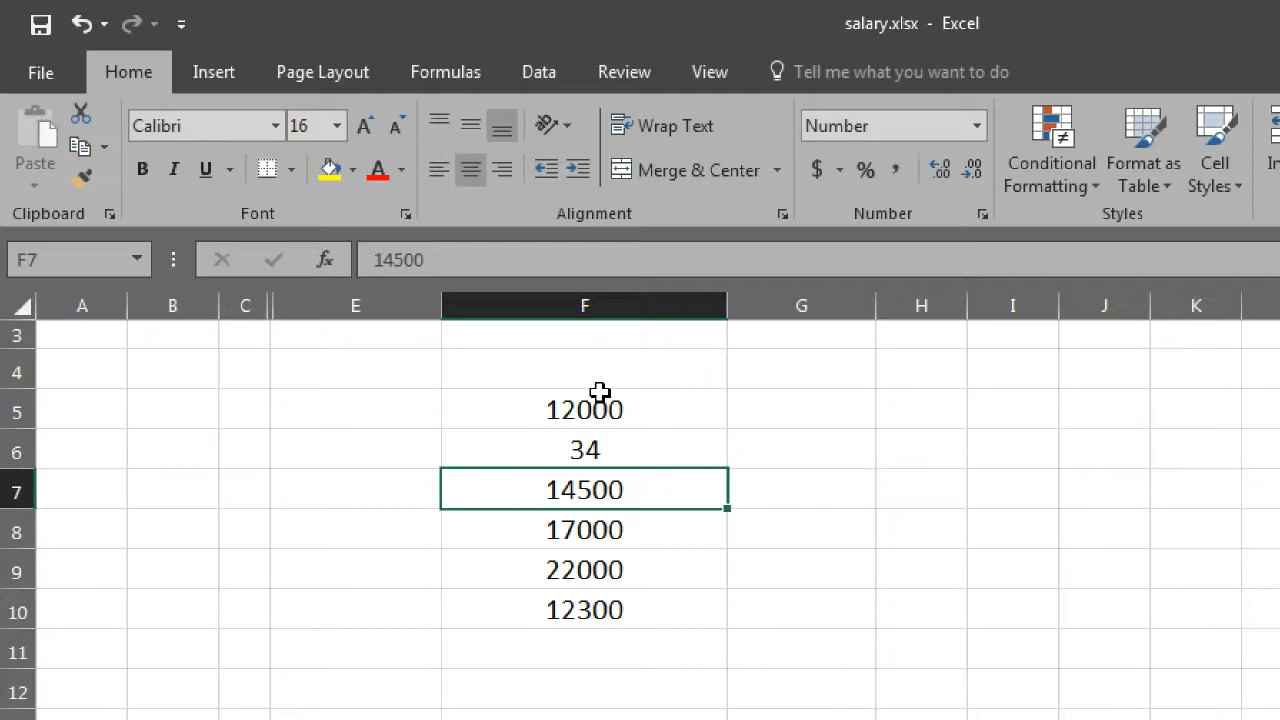 salary.xlsx - Excel
File Home Insert Page Layout Formulas Data Review View Tell me what you want to do
Calibri 16 Wrap Text Number
Paste B I U A Merge & Center $ % , Conditional Formatting Format as Table Cell Styles
Clipboard Font Alignment Number Styles
F7 fx 14500
A B C E F G H I J K
3
4
5 12000
6 34
7 14500
8 17000
9 22000
10 12300
11
12